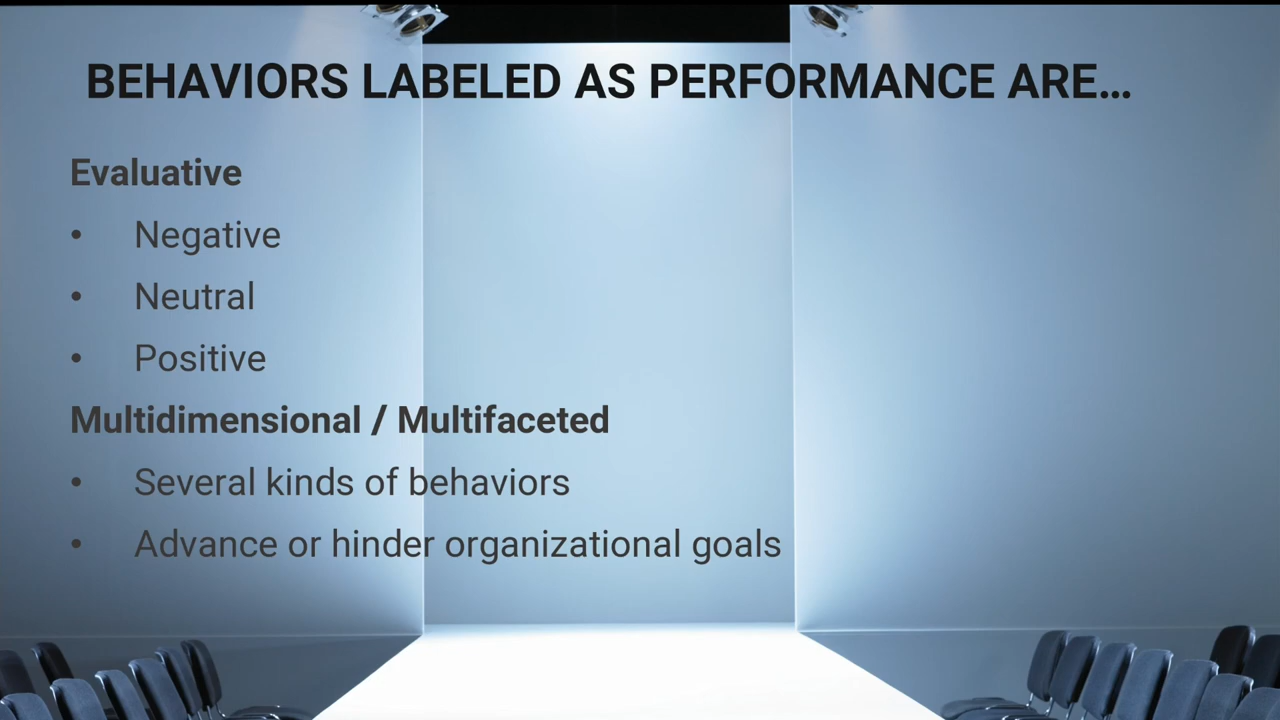 BEHAVIORS LABELED AS PERFORMANCE ARE…
Evaluative
• Negative
• Neutral
• Positive
Multidimensional / Multifaceted
• Several kinds of behaviors
• Advance or hinder organizational goals